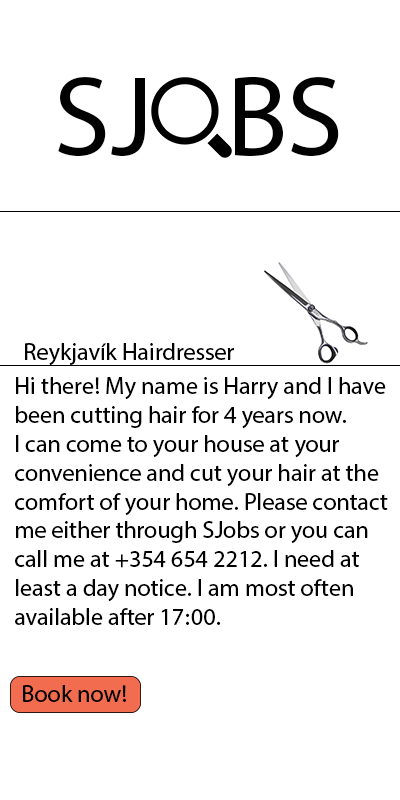 SJOBS
Reykjavík Hairdresser
Hi there! My name is Harry and I have
been cutting hair for 4 years now.
I can come to your house at your
convenience and cut your hair at the
comfort of your home. Please contact
me either through SJobs or you can
call me at +354 654 2212. I need at
least a day notice. I am most often
available after 17:00.
Book now!